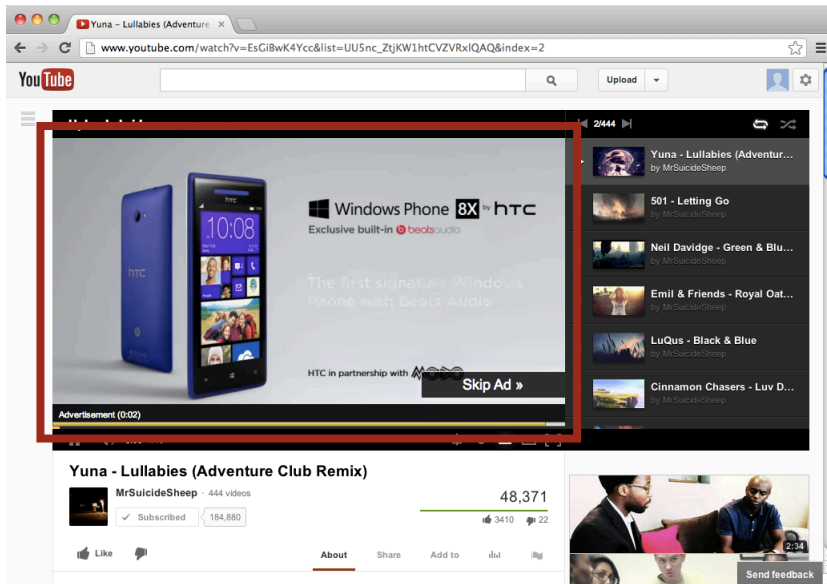 Yuna – Lullabies (Adventure
www.youtube.com/watch?v=EsGiBwK4Ycc&list=UU5nc_ZtjKW1htCVZVRxlQAQ&index=2
YouTube
Upload
2/444
Yuna - Lullabies (Adventur...
by MrSuicideSheep
501 - Letting Go
by MrSuicideSheep
Neil Davidge - Green & Blu...
by MrSuicideSheep
Emil & Friends - Royal Oat...
by MrSuicideSheep
LuQus - Black & Blue
by MrSuicideSheep
Cinnamon Chasers - Luv D...
by MrSuicideSheep
hTC
hTC
10:08
Windows Phone 8X by hTC
Exclusive built-in beatsaudio
The first signature Windows
Phone with Beats Audio
HTC in partnership with MOBO
Skip Ad »
Advertisement (0:02)
Yuna - Lullabies (Adventure Club Remix)
MrSuicideSheep · 444 videos
Subscribed 184,880
48,371
3410 22
Like
About Share Add to
2:34
Send feedback